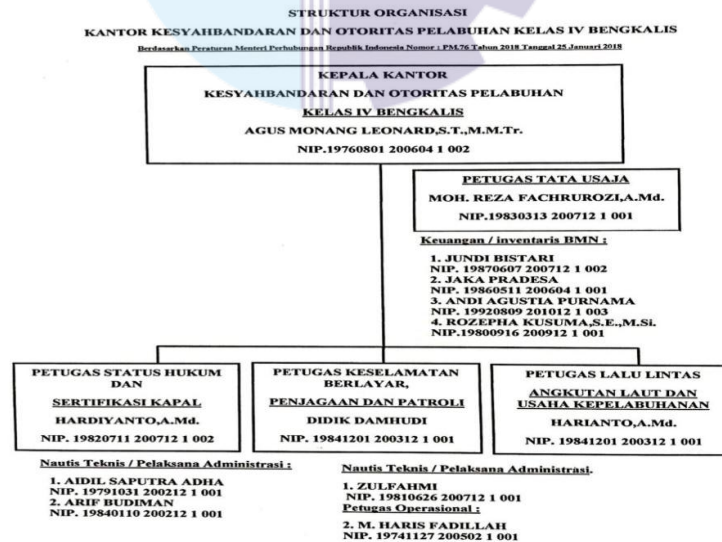 STRUKTUR ORGANISASI
KANTOR KESYAHBANDARAN DAN OTORITAS PELABUHAN KELAS IV BENGKALIS
Berdasarkan Peraturan Menteri Perhubungan Republik Indonesia Nomor : PM.76 Tahun 2018 Tanggal 25 Januari 2018
KEPALA KANTOR
KESYAHBANDARAN DAN OTORITAS PELABUHAN
KELAS IV BENGKALIS
AGUS MONANG LEONARD,S.T.,M.M.Tr.
NIP.19760801 200604 1 002
PETUGAS TATA USAJA
MOH. REZA FACHRUROZI,A.Md.
NIP.19830313 200712 1 001
Keuangan / inventaris BMN :
1. JUNDI BISTARI
NIP. 19870607 200712 1 002
2. JAKA PRADESA
NIP. 19860511 200604 1 001
3. ANDI AGUSTIA PURNAMA
NIP. 19920809 201012 1 003
4. ROZEPHA KUSUMA,S.E.,M.Si.
NIP.19800916 200912 1 001
PETUGAS STATUS HUKUM
DAN
SERTIFIKASI KAPAL
HARDIYANTO,A.Md.
NIP. 19820711 200712 1 002
Nautis Teknis / Pelaksana Administrasi :
1. AIDIL SAPUTRA ADHA
NIP. 19791031 200212 1 001
2. ARIF BUDIMAN
NIP. 19840110 200212 1 001
PETUGAS KESELAMATAN
BERLAYAR,
PENJAGAAN DAN PATROLI
DIDIK DAMHUDI
NIP. 19841201 200312 1 001
Nautis Teknis / Pelaksana Administrasi.
1. ZULFAHMI
NIP. 19810626 200712 1 001
Petugas Operasional :
2. M. HARIS FADILLAH
NIP. 19741127 200502 1 001
PETUGAS LALU LINTAS
ANGKUTAN LAUT DAN
USAHA KEPELABUHANAN
HARIANTO,A.Md.
NIP. 19841201 200312 1 001